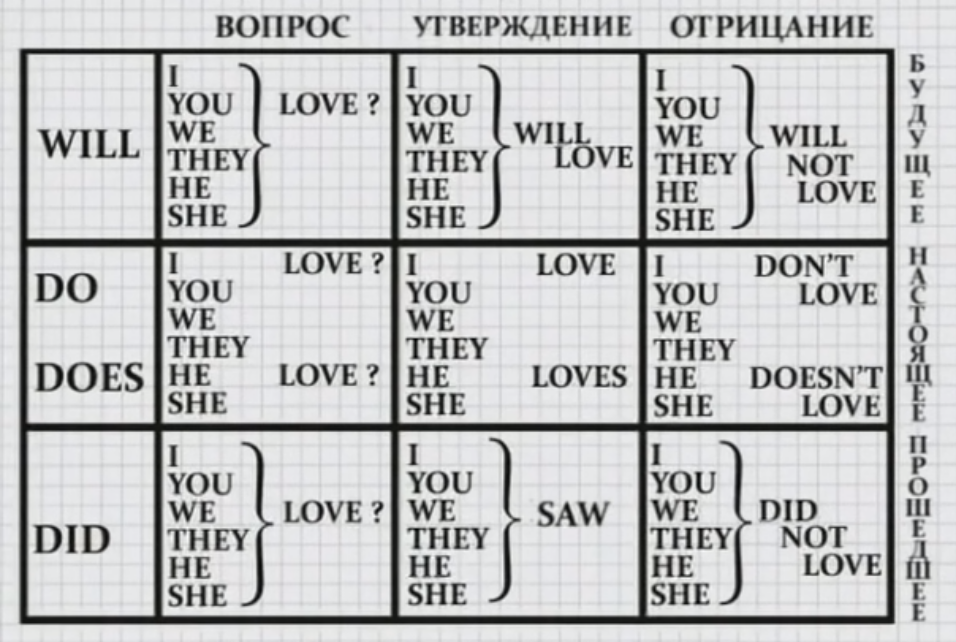 ВОПРОС УТВЕРЖДЕНИЕ ОТРИЦАНИЕ
WILL
I
YOU LOVE ?
WE
THEY
HE
SHE
I
YOU
WE WILL
THEY LOVE
HE
SHE
I
YOU
WE WILL
THEY NOT
HE LOVE
SHE
БУДУЩЕЕ
DO
DOES
I LOVE ?
YOU
WE
THEY
HE LOVE ?
SHE
I LOVE
YOU
WE
THEY
HE LOVES
SHE
I DON'T
YOU LOVE
WE
THEY
HE DOESN'T
SHE LOVE
НАСТОЯЩЕЕ
DID
I
YOU
WE LOVE ?
THEY
HE
SHE
I
YOU
WE SAW
THEY
HE
SHE
I
YOU
WE DID
THEY NOT
HE LOVE
SHE
ПРОШЕДШЕЕ